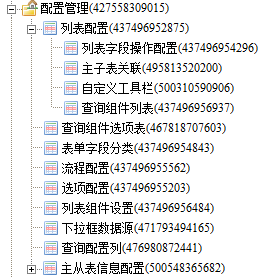 配置管理(427558309015)
列表配置(437496952875)
列表字段操作配置(437496954296)
主子表关联(495813520200)
自定义工具栏(500310590906)
查询组件列表(437496956937)
查询组件选项表(467818707603)
表单字段分类(437496954843)
流程配置(437496955562)
选项配置(437496955203)
列表组件设置(437496956484)
下拉框数据源(471793494165)
查询配置列(476980872441)
主从表信息配置(500548365682)